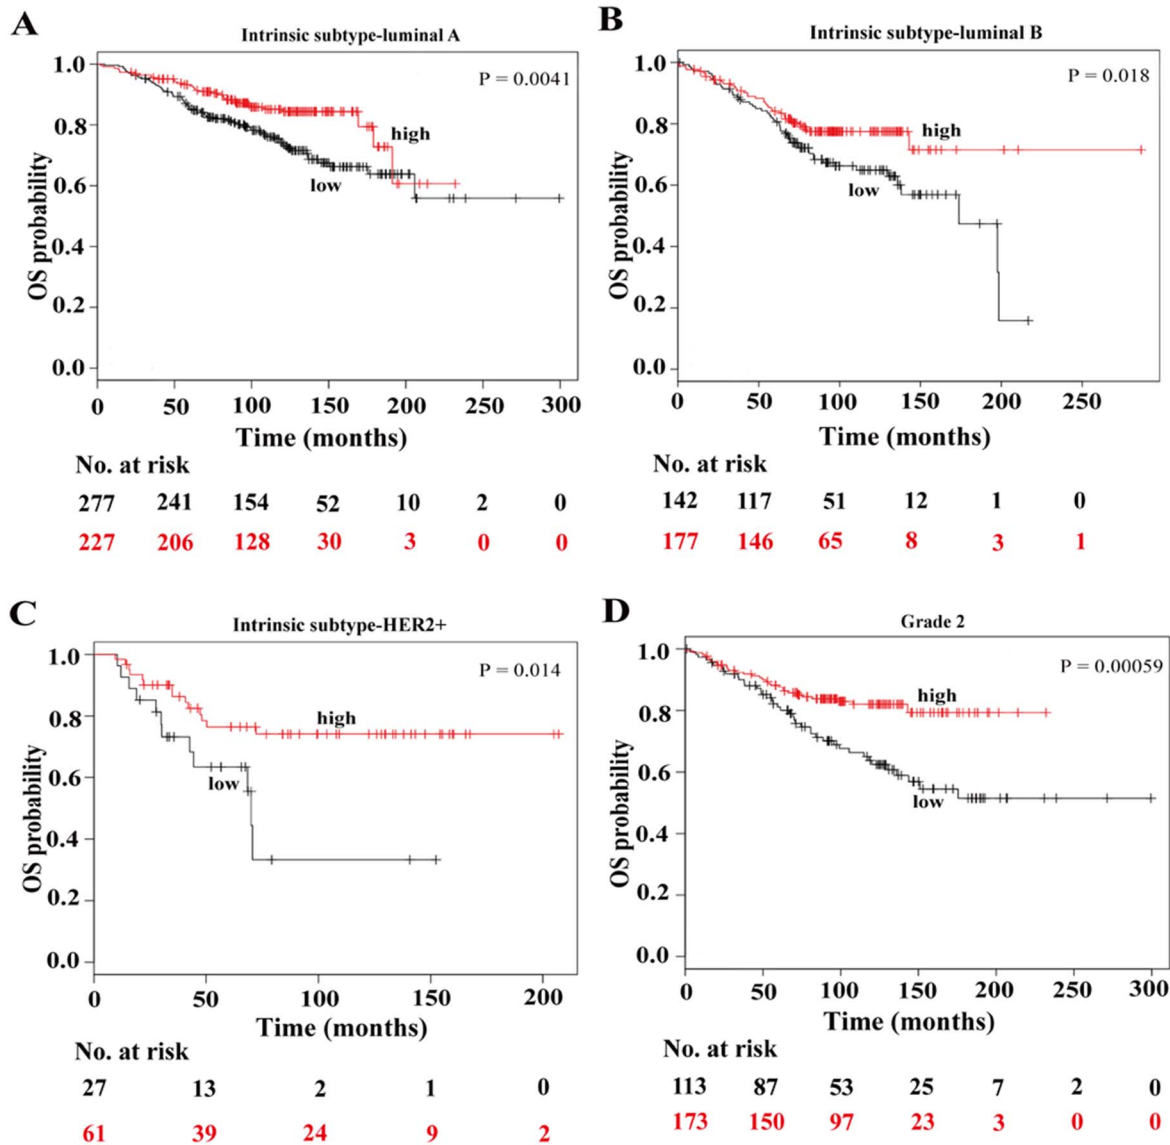 A
Intrinsic subtype-luminal A
P = 0.0041
1.0
0.8
0.6
0.4
0.2
0.0
OS probability
high
low
0 50 100 150 200 250 300
Time (months)
No. at risk
277 241 154 52 10 2 0
227 206 128 30 3 0 0
B
Intrinsic subtype-luminal B
P = 0.018
1.0
0.8
0.6
0.4
0.2
0.0
OS probability
high
low
0 50 100 150 200 250
Time (months)
No. at risk
142 117 51 12 1 0
177 146 65 8 3 1
C
Intrinsic subtype-HER2+
P = 0.014
1.0
0.8
0.6
0.4
0.2
0.0
OS probability
high
low
0 50 100 150 200
Time (months)
No. at risk
27 13 2 1 0
61 39 24 9 2
D
Grade 2
P = 0.00059
1.0
0.8
0.6
0.4
0.2
0.0
OS probability
high
low
0 50 100 150 200 250 300
Time (months)
No. at risk
113 87 53 25 7 2 0
173 150 97 23 3 0 0